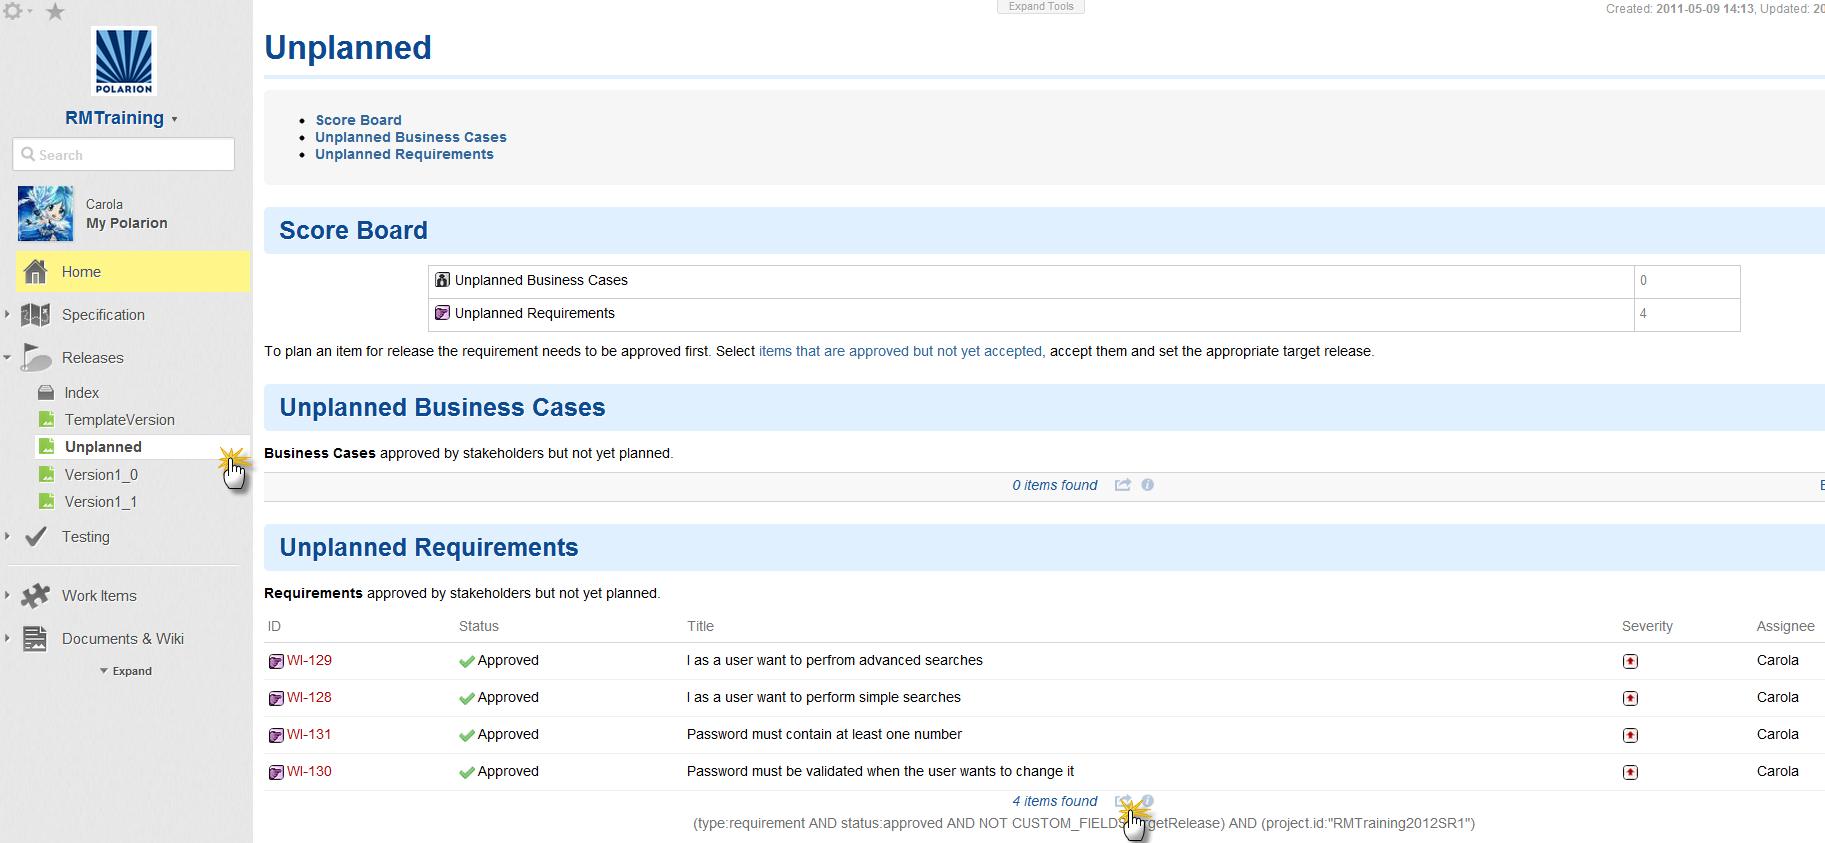 Expand Tools
Created: 2011-05-09 14:13, Updated: 20
POLARION
RMTraining
Search
Carola
My Polarion
Home
Specification
Releases
Index
TemplateVersion
Unplanned
Version1_0
Version1_1
Testing
Work Items
Documents & Wiki
Expand
Unplanned
Score Board
Unplanned Business Cases
Unplanned Requirements
Score Board
Unplanned Business Cases 0
Unplanned Requirements 4
To plan an item for release the requirement needs to be approved first. Select items that are approved but not yet accepted, accept them and set the appropriate target release.
Unplanned Business Cases
Business Cases approved by stakeholders but not yet planned.
0 items found
Unplanned Requirements
Requirements approved by stakeholders but not yet planned.
ID Status Title Severity Assignee
WI-129 Approved I as a user want to perfrom advanced searches Carola
WI-128 Approved I as a user want to perform simple searches Carola
WI-131 Approved Password must contain at least one number Carola
WI-130 Approved Password must be validated when the user wants to change it Carola
4 items found
(type:requirement AND status:approved AND NOT CUSTOM_FIELDS rgetRelease) AND (project.id:"RMTraining2012SR1")